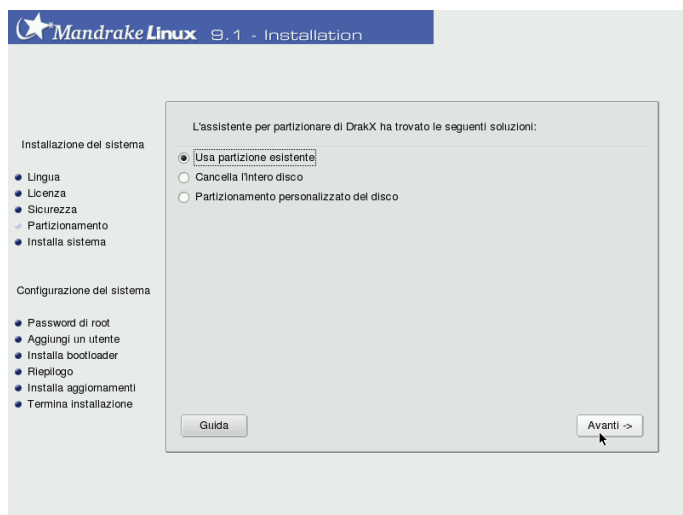 Mandrake Linux 9.1 - Installation
L'assistente per partizionare di DrakX ha trovato le seguenti soluzioni:
Usa partizione esistente
Cancella l'intero disco
Partizionamento personalizzato del disco
Installazione del sistema
Lingua
Licenza
Sicurezza
Partizionamento
Installa sistema
Configurazione del sistema
Password di root
Aggiungi un utente
Installa bootloader
Riepilogo
Installa aggiornamenti
Termina installazione
Guida
Avanti ->